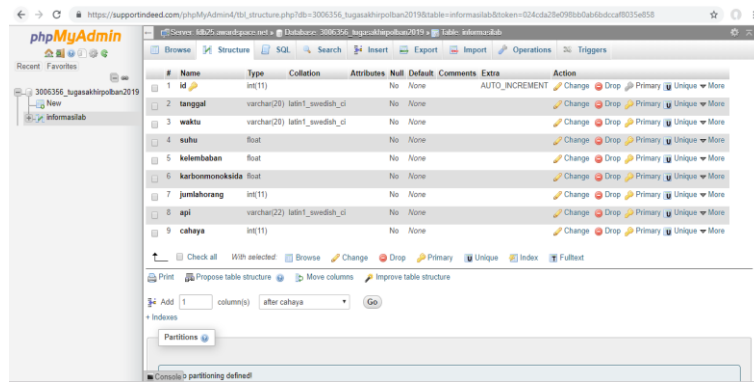 https://supportindeed.com/phpMyAdmin4/tbl_structure.php?db=3006356_tugasakhirpolban2019&table=informasilab&token=024cda28e098bb0ab6bdccaf8035e858
phpMyAdmin
Recent Favorites
3006356_tugasakhirpolban2019
New
informasilab
Server: fdb25.awardspace.net » Database: 3006356_tugasakhirpolban2019 » Table: informasilab
Browse Structure SQL Search Insert Export Import Operations Triggers
# Name Type Collation Attributes Null Default Comments Extra Action
1 id int(11) No None AUTO_INCREMENT Change Drop Primary Unique More
2 tanggal varchar(20) latin1_swedish_ci No None Change Drop Primary Unique More
3 waktu varchar(20) latin1_swedish_ci No None Change Drop Primary Unique More
4 suhu float No None Change Drop Primary Unique More
5 kelembaban float No None Change Drop Primary Unique More
6 karbonmonoksida float No None Change Drop Primary Unique More
7 jumlahorang int(11) No None Change Drop Primary Unique More
8 api varchar(22) latin1_swedish_ci No None Change Drop Primary Unique More
9 cahaya int(11) No None Change Drop Primary Unique More
Check all With selected: Browse Change Drop Primary Unique Index Fulltext
Print Propose table structure Move columns Improve table structure
Add 1 column(s) after cahaya Go
+ Indexes
Partitions
Console
o partitioning defined!